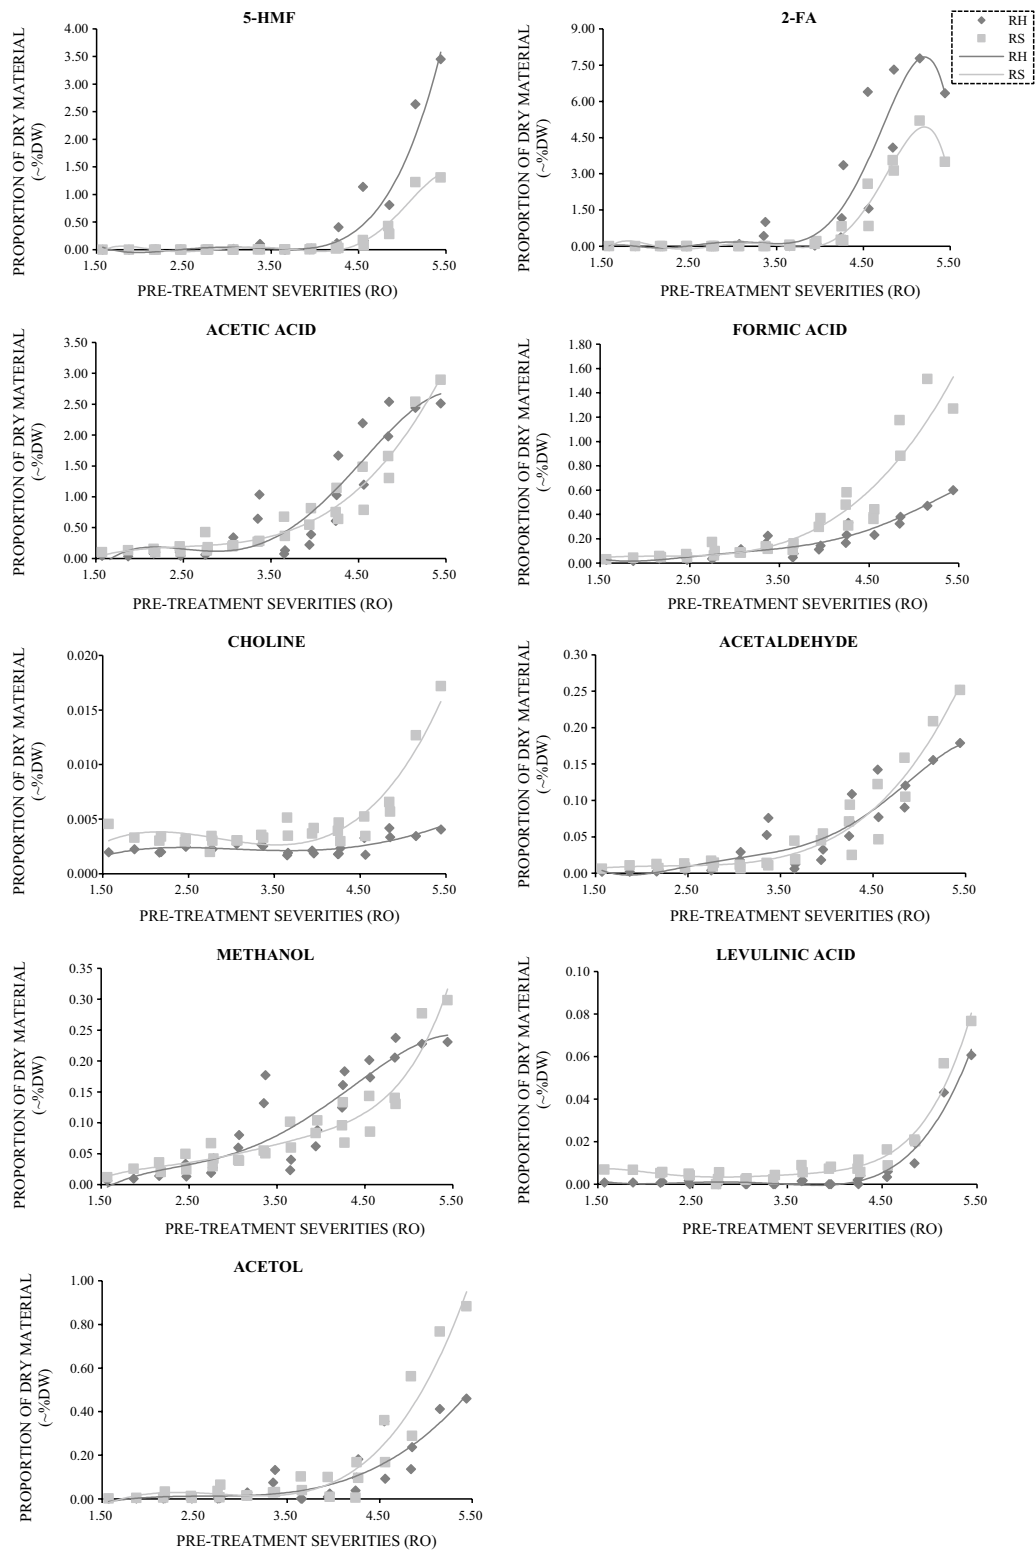 5-HMF
PROPORTION OF DRY MATERIAL
(~%DW)
4.00
3.50
3.00
2.50
2.00
1.50
1.00
0.50
0.00
1.50 2.50 3.50 4.50 5.50
PRE-TREATMENT SEVERITIES (RO)
2-FA
PROPORTION OF DRY MATERIAL
(~%DW)
9.00
7.50
6.00
4.50
3.00
1.50
0.00
1.50 2.50 3.50 4.50 5.50
PRE-TREATMENT SEVERITIES (RO)
RH
RS
RH
RS
ACETIC ACID
PROPORTION OF DRY MATERIAL
(~%DW)
3.50
3.00
2.50
2.00
1.50
1.00
0.50
0.00
1.50 2.50 3.50 4.50 5.50
PRE-TREATMENT SEVERITIES (RO)
FORMIC ACID
PROPORTION OF DRY MATERIAL
(~%DW)
1.80
1.60
1.40
1.20
1.00
0.80
0.60
0.40
0.20
0.00
1.50 2.50 3.50 4.50 5.50
PRE-TREATMENT SEVERITIES (RO)
CHOLINE
PROPORTION OF DRY MATERIAL
(~%DW)
0.020
0.015
0.010
0.005
0.000
1.50 2.50 3.50 4.50 5.50
PRE-TREATMENT SEVERITIES (RO)
ACETALDEHYDE
PROPORTION OF DRY MATERIAL
(~%DW)
0.30
0.25
0.20
0.15
0.10
0.05
0.00
1.50 2.50 3.50 4.50 5.50
PRE-TREATMENT SEVERITIES (RO)
METHANOL
PROPORTION OF DRY MATERIAL
(~%DW)
0.35
0.30
0.25
0.20
0.15
0.10
0.05
0.00
1.50 2.50 3.50 4.50 5.50
PRE-TREATMENT SEVERITIES (RO)
LEVULINIC ACID
PROPORTION OF DRY MATERIAL
(~%DW)
0.10
0.08
0.06
0.04
0.02
0.00
1.50 2.50 3.50 4.50 5.50
PRE-TREATMENT SEVERITIES (RO)
ACETOL
PROPORTION OF DRY MATERIAL
(~%DW)
1.00
0.80
0.60
0.40
0.20
0.00
1.50 2.50 3.50 4.50 5.50
PRE-TREATMENT SEVERITIES (RO)